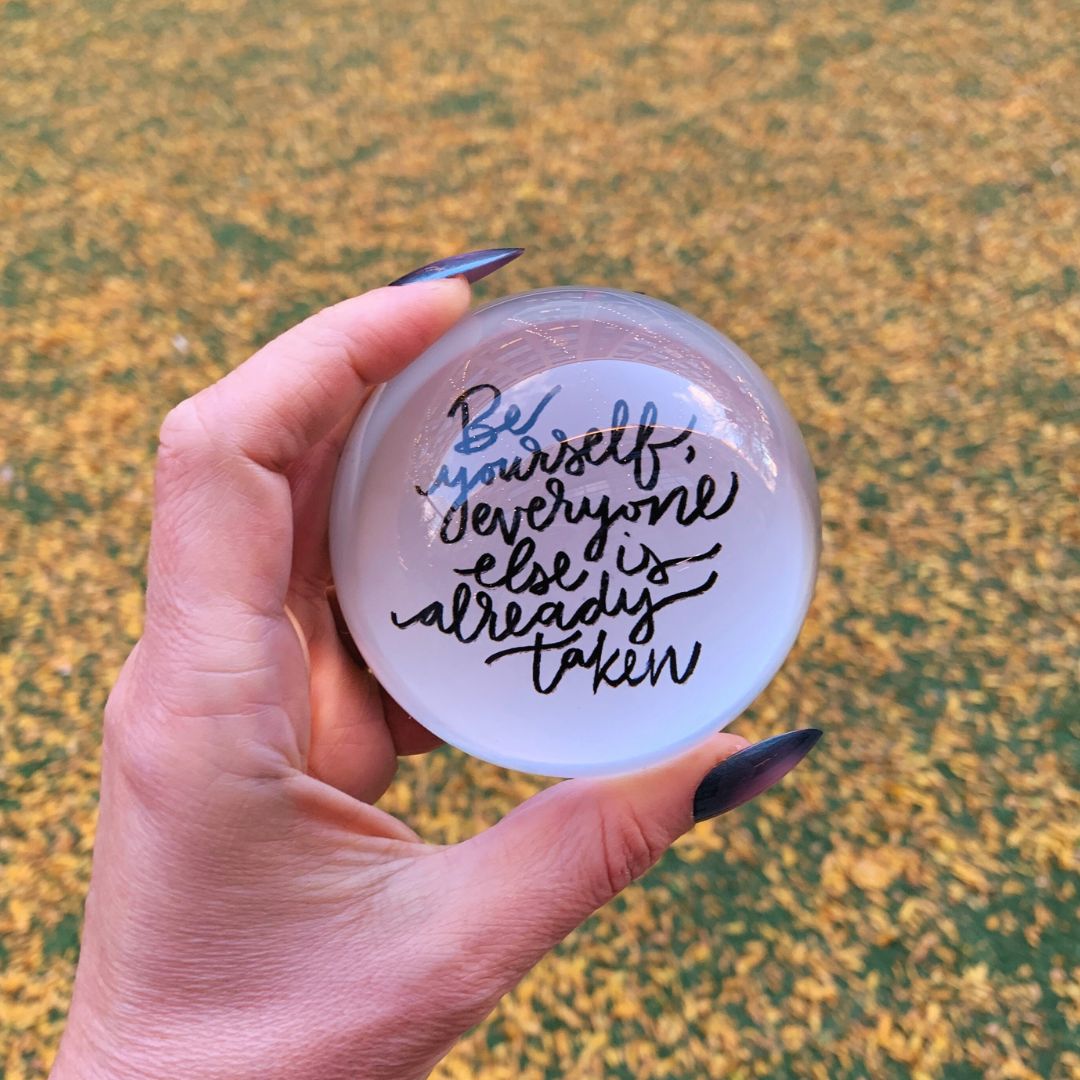 Be
yourself,
everyone
else is
already
taken